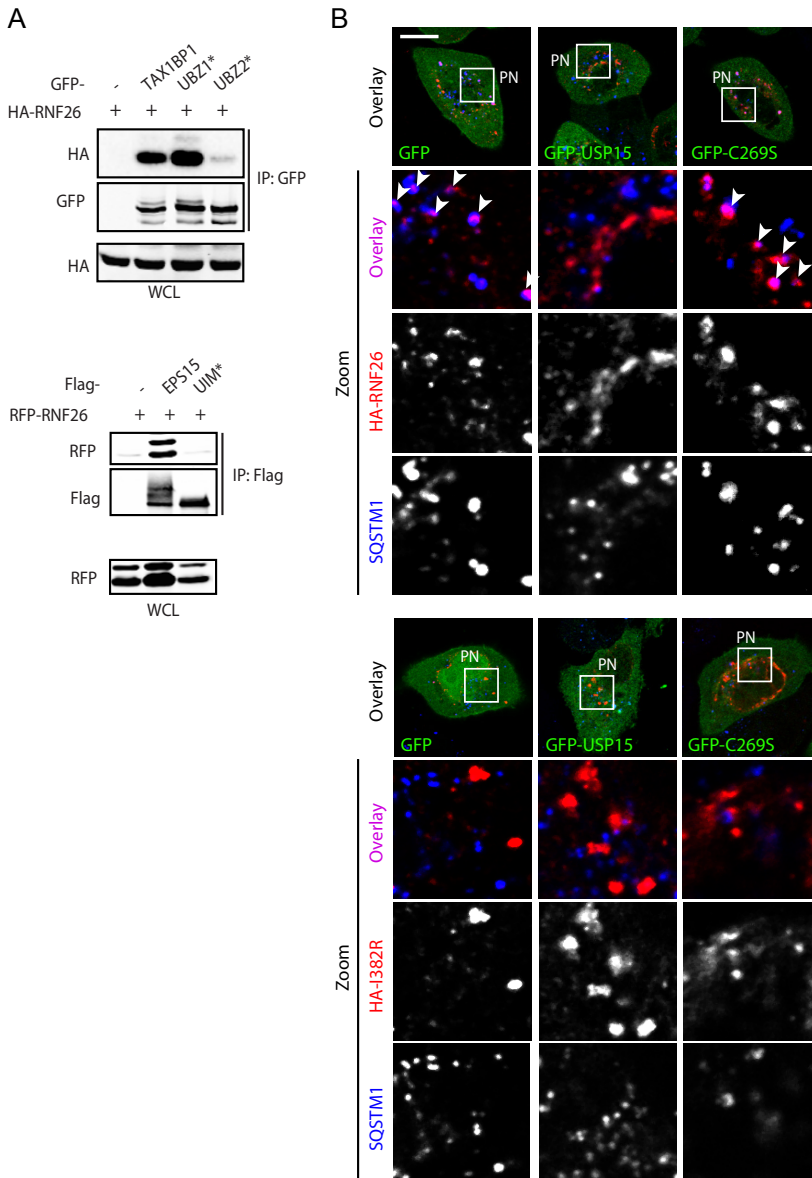 A
GFP- - TAX1BP1 UBZ1* UBZ2*
HA-RNF26 + + + +
HA
GFP
IP: GFP
HA
WCL
Flag- - EPS15 UIM*
RFP-RNF26 + + +
RFP
Flag
IP: Flag
RFP
WCL
B
Overlay
PN
GFP
PN
GFP-USP15
PN
GFP-C269S
Zoom
Overlay
HA-RNF26
SQSTM1
Overlay
PN
GFP
PN
GFP-USP15
PN
GFP-C269S
Zoom
Overlay
HA-I382R
SQSTM1